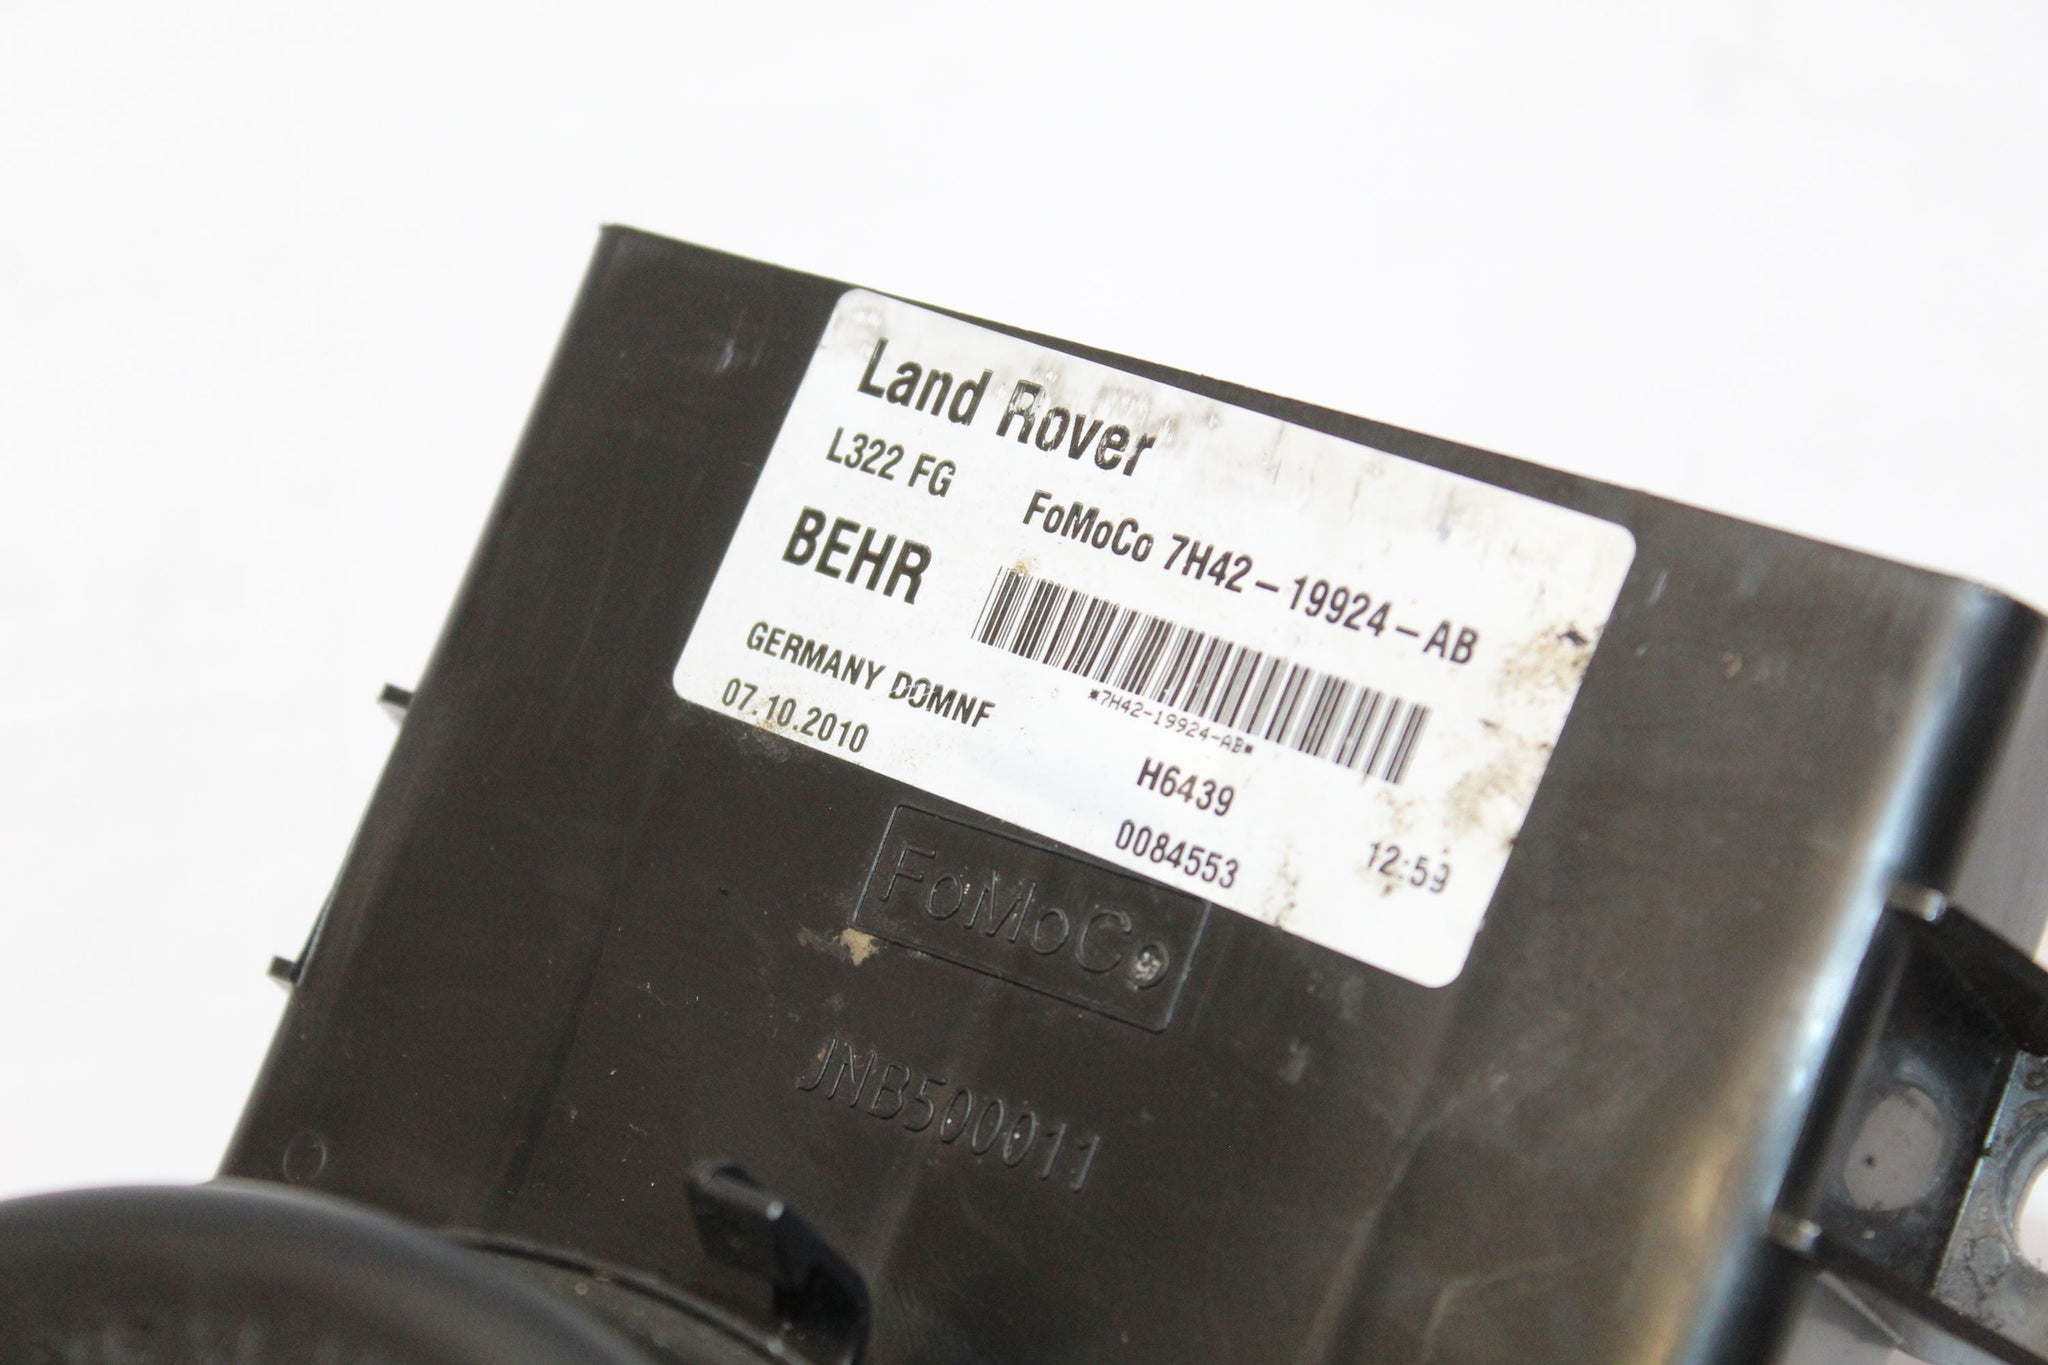 Land Rover
L322 FG
FoMoCo 7H42-19924-AB
BEHR
*7H42-19924-AB*
GERMANY DOMNF
H6439
07.10.2010
0084553
12:59
FoMoCo
JNB500011